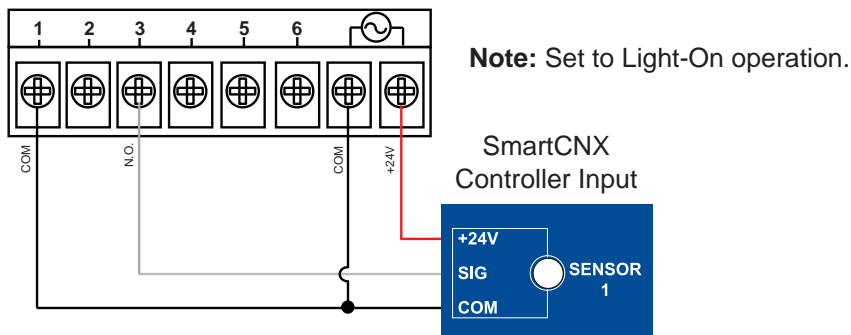 1 2 3 4 5 6
Note: Set to Light-On operation.
COM
N.O.
COM
+24V
SmartCNX
Controller Input
+24V
SIG
COM
SENSOR
1